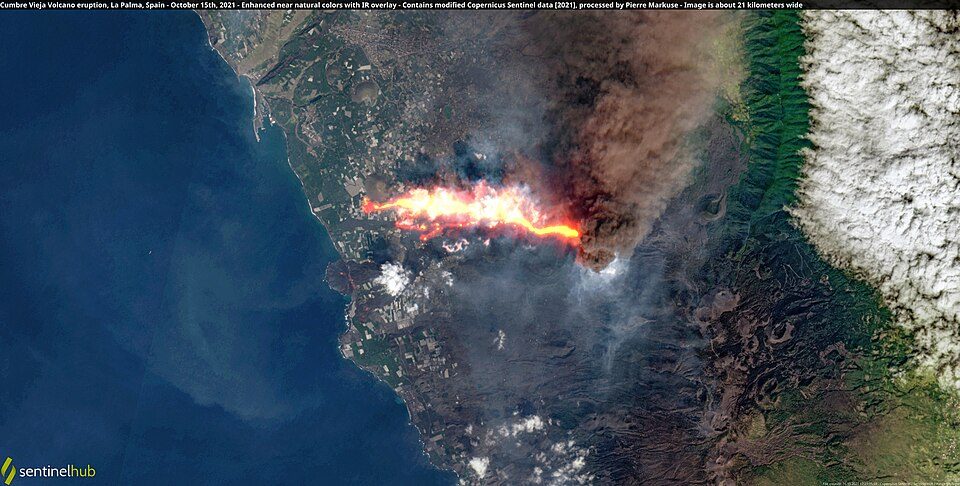 Cumbre Vieja Volcano eruption, La Palma, Spain - October 15th, 2021 - Enhanced near natural colors with IR overlay - Contains modified Copernicus Sentinel data [2021], processed by Pierre Markuse - Image is about 21 kilometers wide
sentinelhub